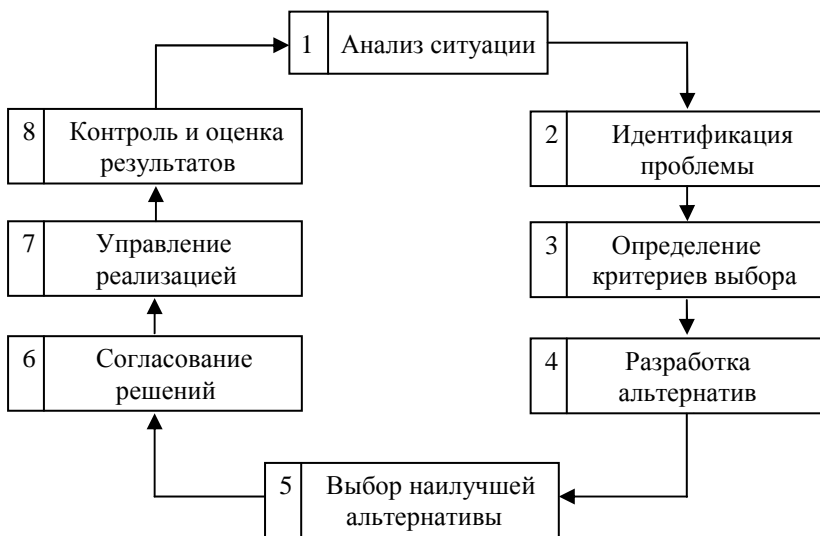 1 Анализ ситуации
2 Идентификация
проблемы
3 Определение
критериев выбора
4 Разработка
альтернатив
5 Выбор наилучшей
альтернативы
6 Согласование
решений
7 Управление
реализацией
8 Контроль и оценка
результатов